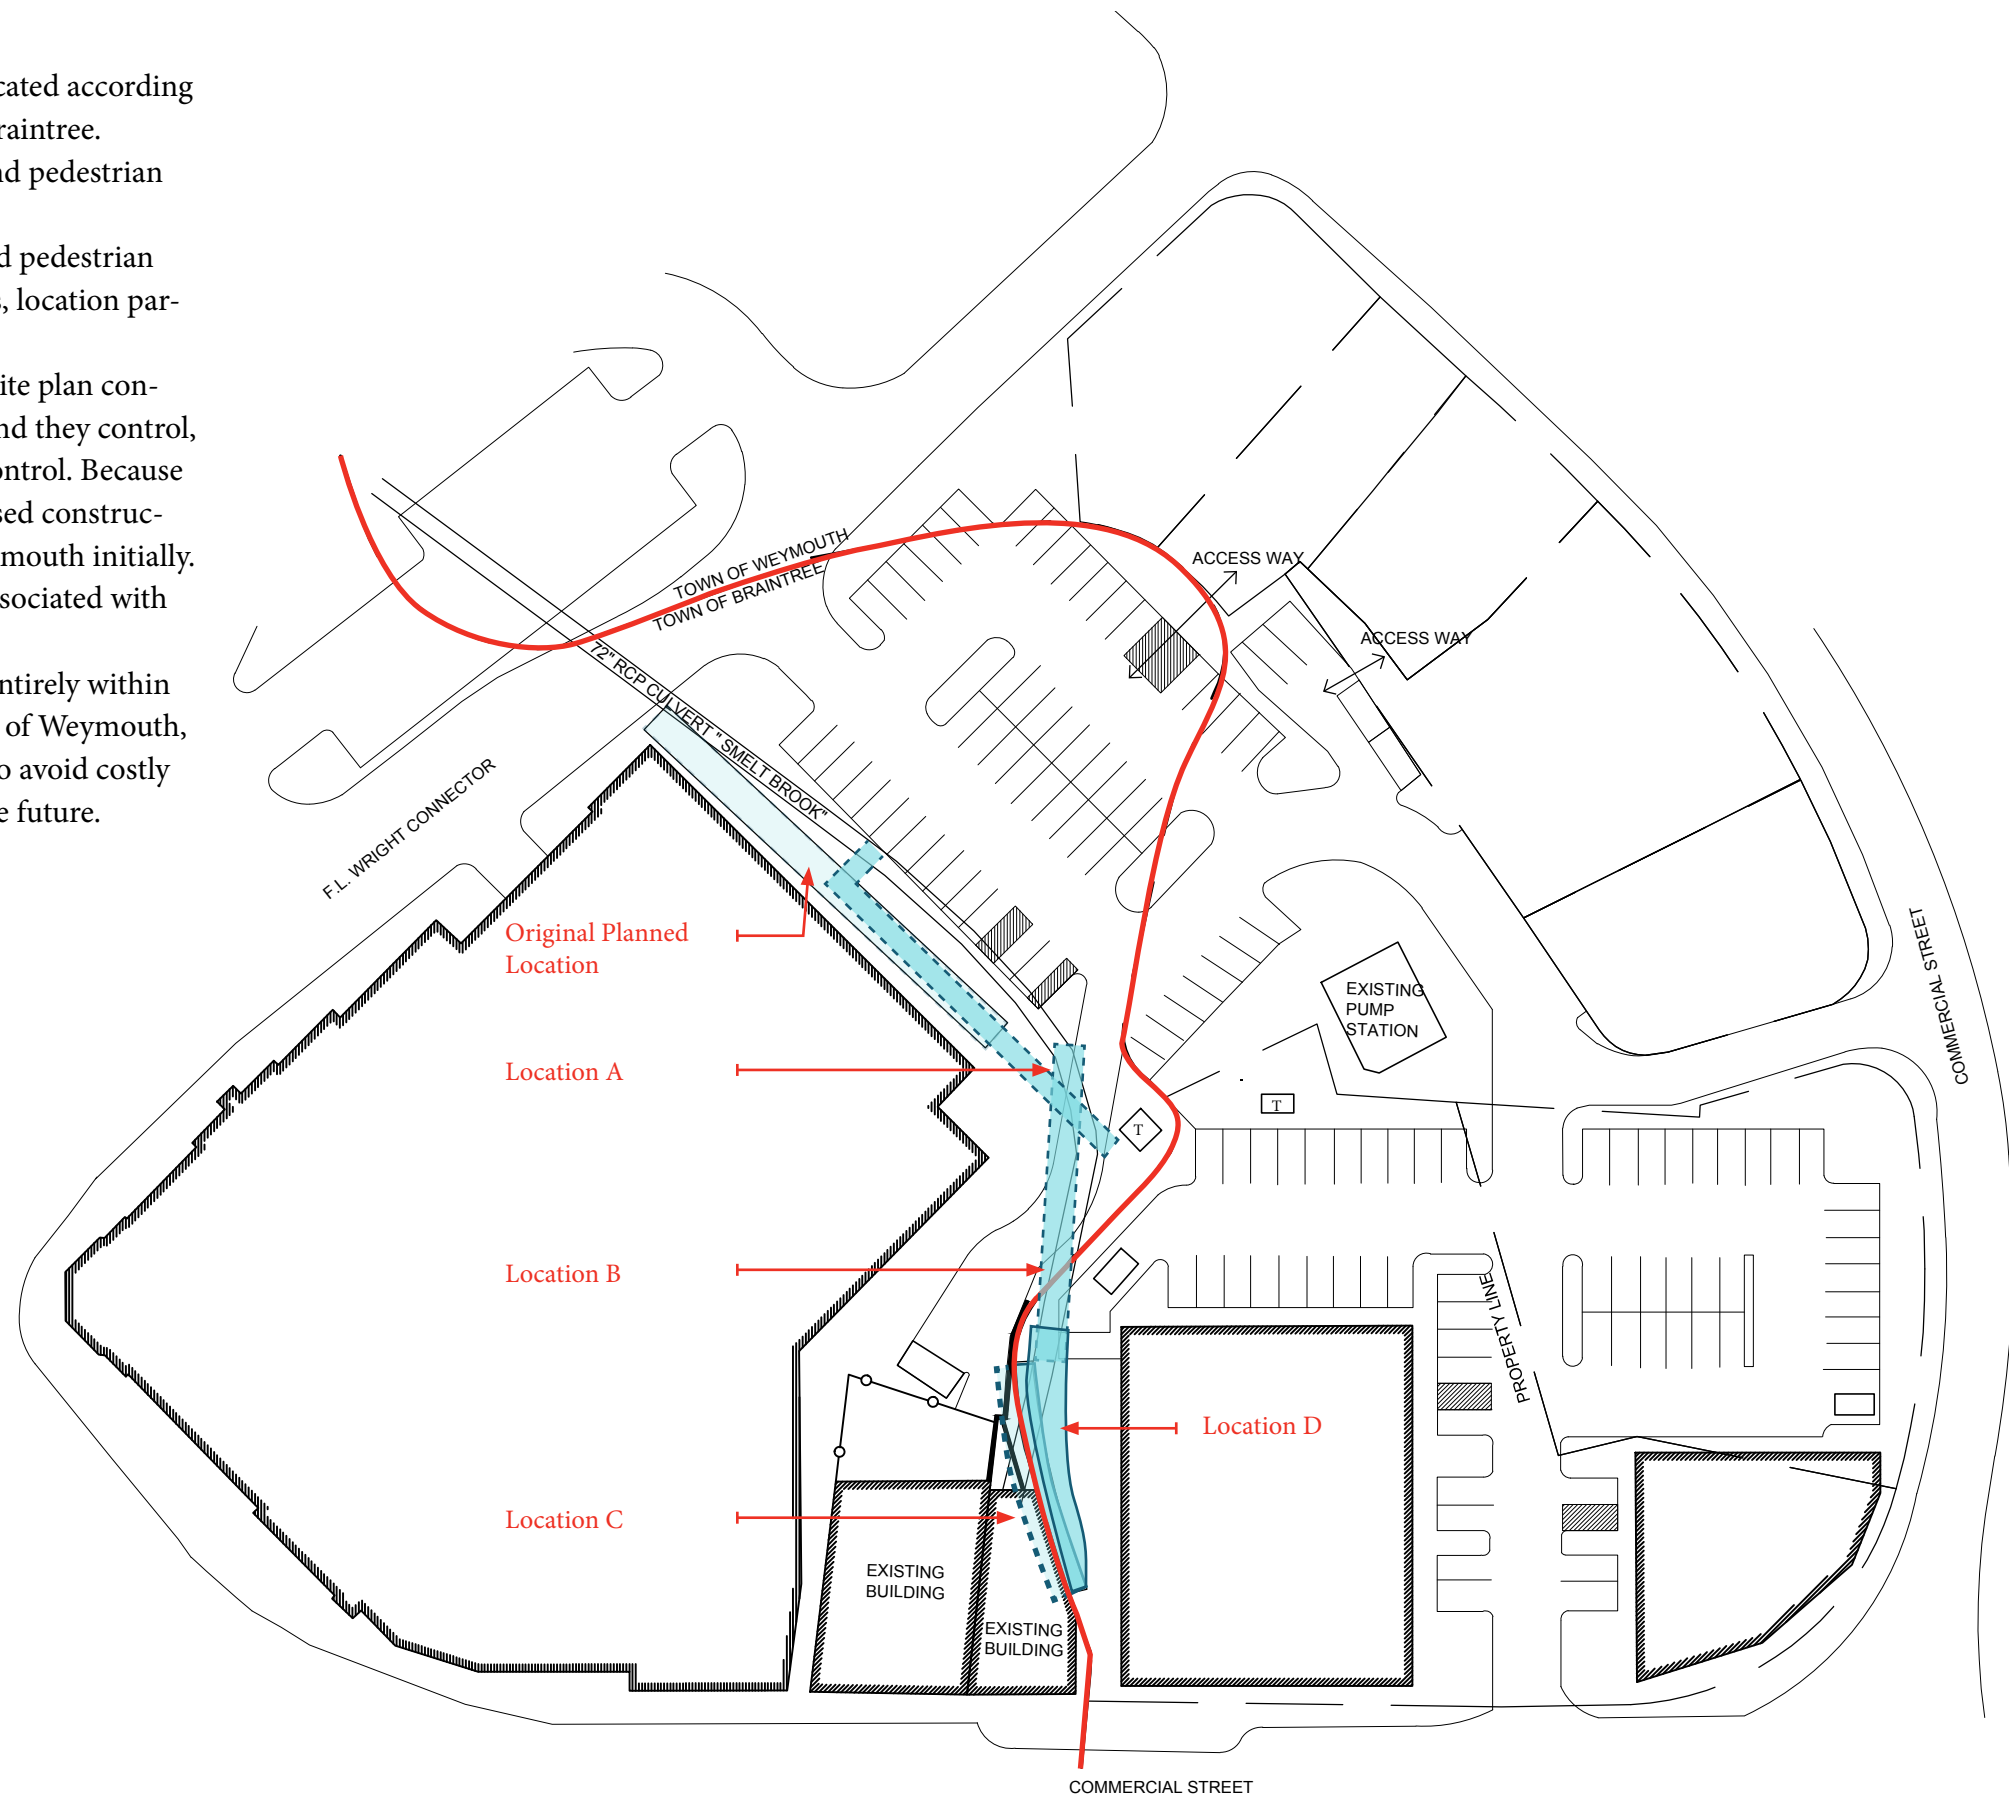 cated according
raintree.
nd pedestrian
d pedestrian
s, location par-
ite plan con-
nd they control,
ontrol. Because
sed construc-
mouth initially.
ssociated with
ntirely within
of Weymouth,
o avoid costly
e future.
TOWN OF WEYMOUTH
TOWN OF BRAINTREE
ACCESS WAY
ACCESS WAY
72" RCP CULVERT " SMELT BROOK"
F.L. WRIGHT CONNECTOR
Original Planned
Location
EXISTING
PUMP
STATION
COMMERCIAL STREET
Location A
T
T
Location B
PROPERTY LINE
Location D
Location C
EXISTING
BUILDING
EXISTING
BUILDING
COMMERCIAL STREET